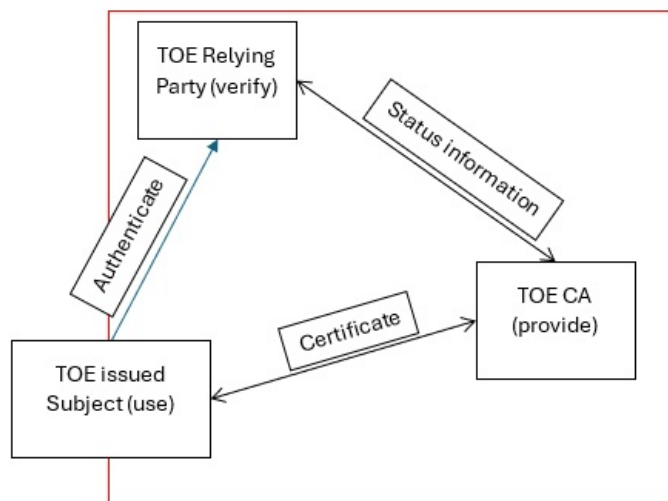 TOE Relying
Party (verify)
Status information
Authenticate
TOE CA
(provide)
Certificate
TOE issued
Subject (use)